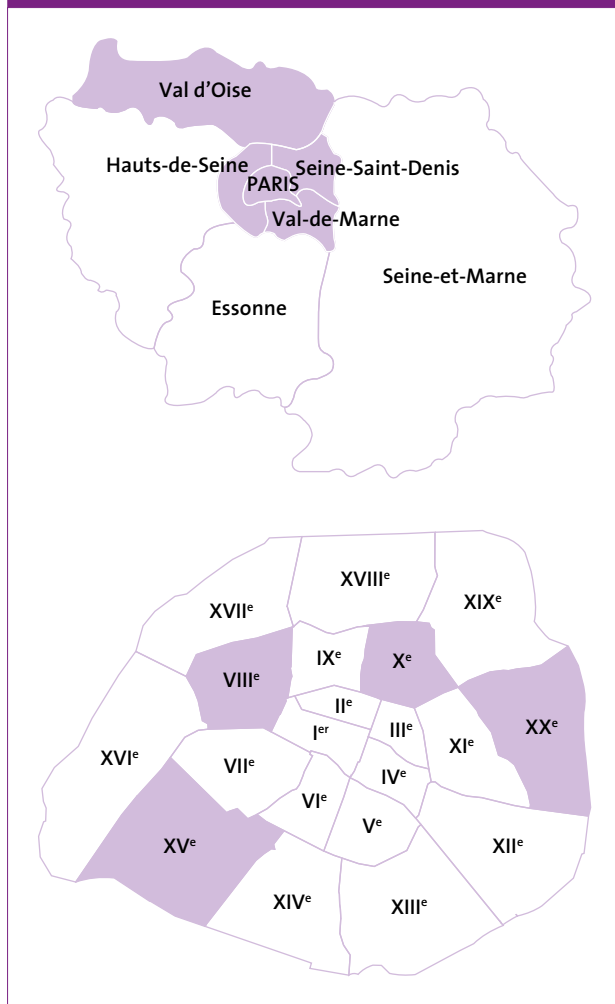 Val d’Oise
Hauts-de-Seine
Seine-Saint-Denis
PARIS
Val-de-Marne
Seine-et-Marne
Essonne
XVIIIᵉ
XIXᵉ
XVIIᵉ
IXᵉ
Xᵉ
VIIIᵉ
IIᵉ
XXᵉ
Iᵉʳ
IIIᵉ
XIᵉ
XVIᵉ
VIIᵉ
IVᵉ
VIᵉ
Vᵉ
XVᵉ
XIIᵉ
XIVᵉ
XIIIᵉ